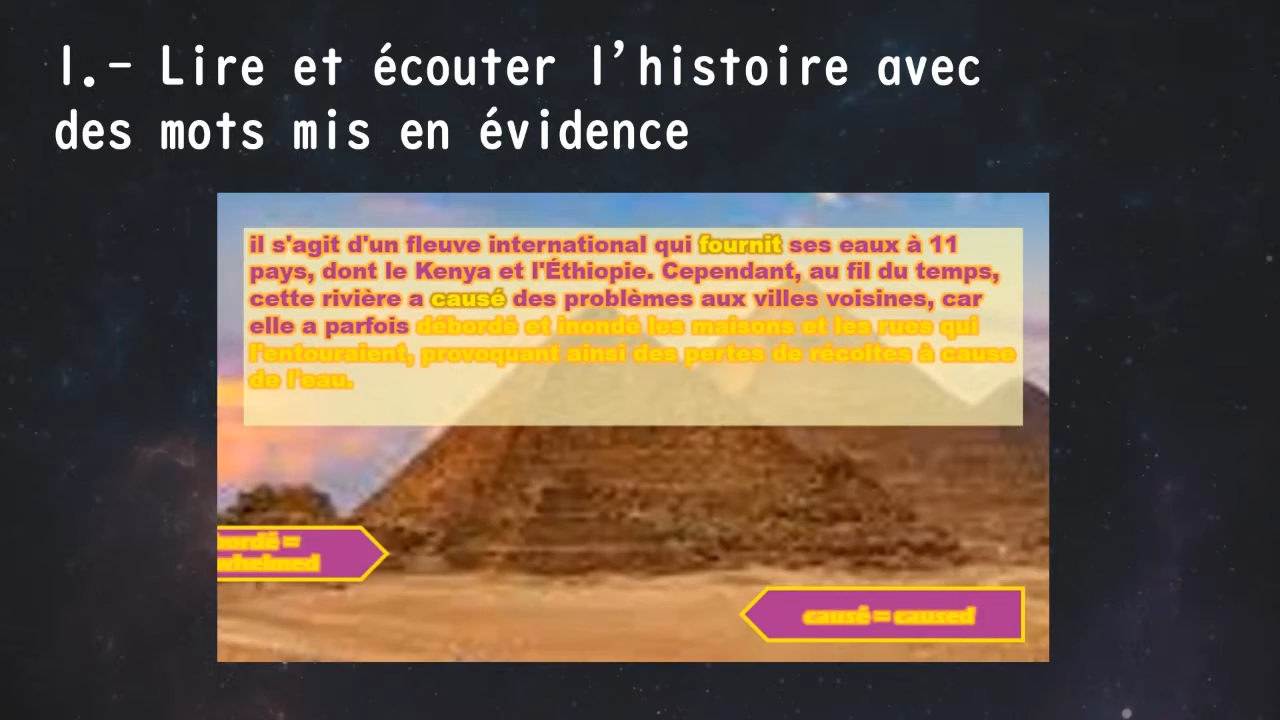 1.- Lire et écouter l'histoire avec
des mots mis en évidence
il s'agit d'un fleuve international qui fournit ses eaux à 11
pays, dont le Kenya et l'Éthiopie. Cependant, au fil du temps,
cette rivière a causé des problèmes aux villes voisines, car
elle a parfois débordé et inondé les maisons et les rues qui
l'entouraient, provoquant ainsi des pertes de récoltes à cause
de l'eau.
bordé =
whelmed
causé = caused